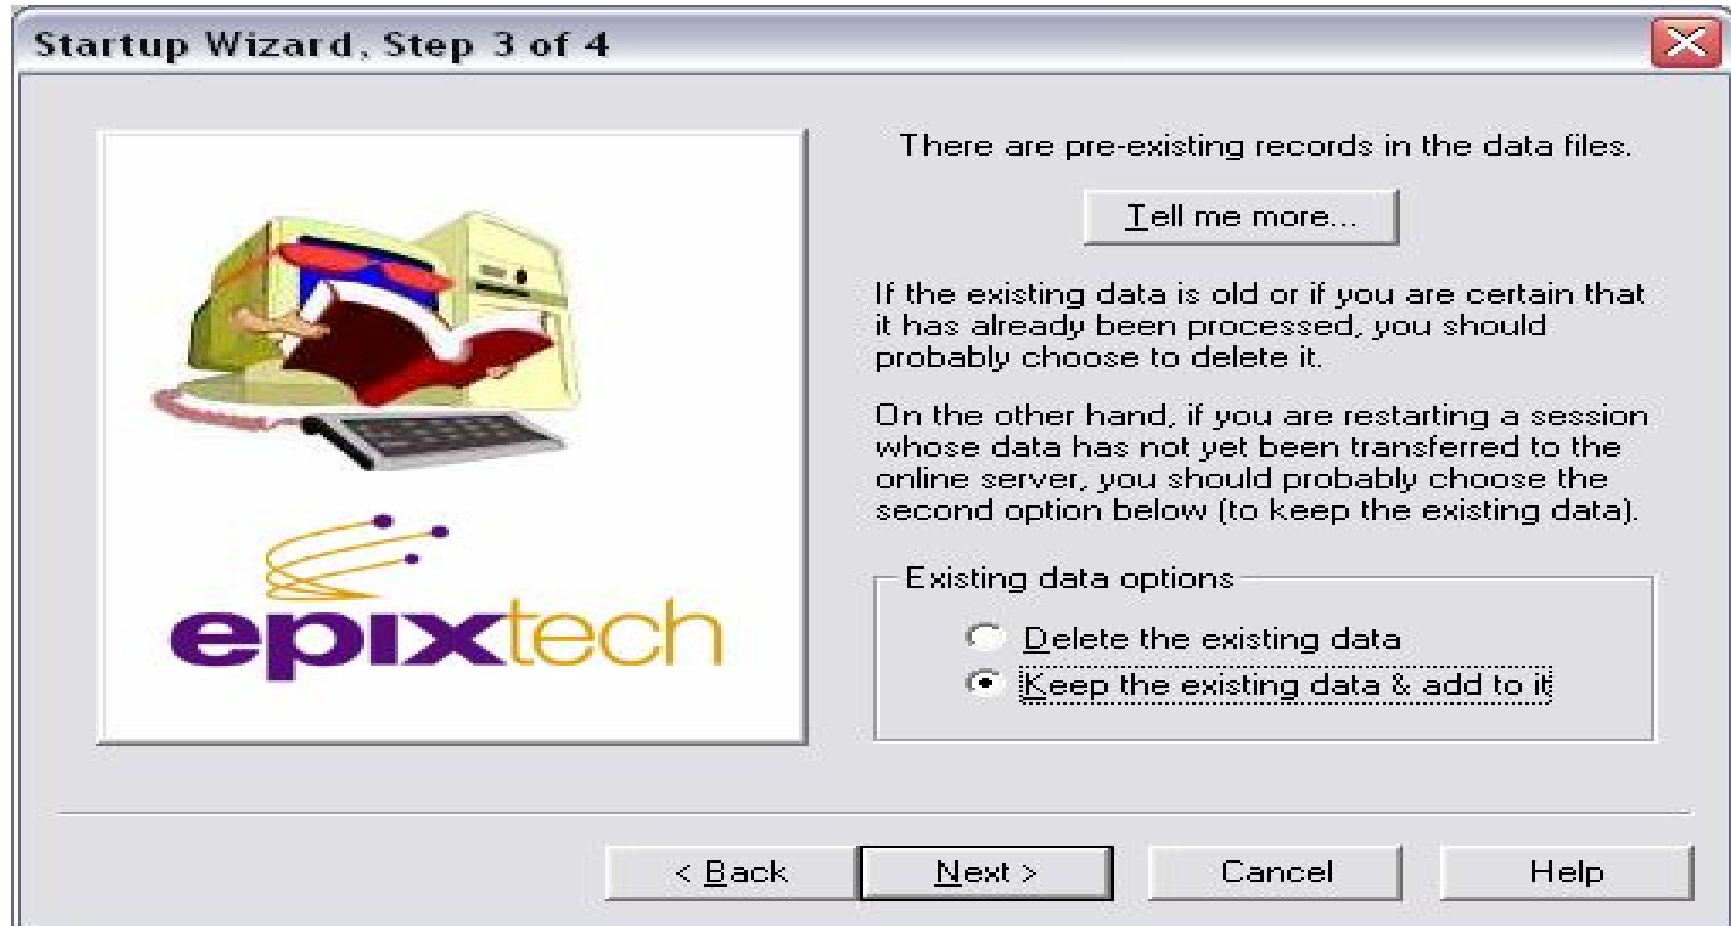 Startup Wizard, Step 3 of 4
There are pre-existing records in the data files.
Tell me more...
If the existing data is old or if you are certain that
it has already been processed, you should
probably choose to delete it.
On the other hand, if you are restarting a session
whose data has not yet been transferred to the
online server, you should probably choose the
second option below (to keep the existing data).
epixtech
Existing data options
Delete the existing data
Keep the existing data & add to it
< Back
Next >
Cancel
Help